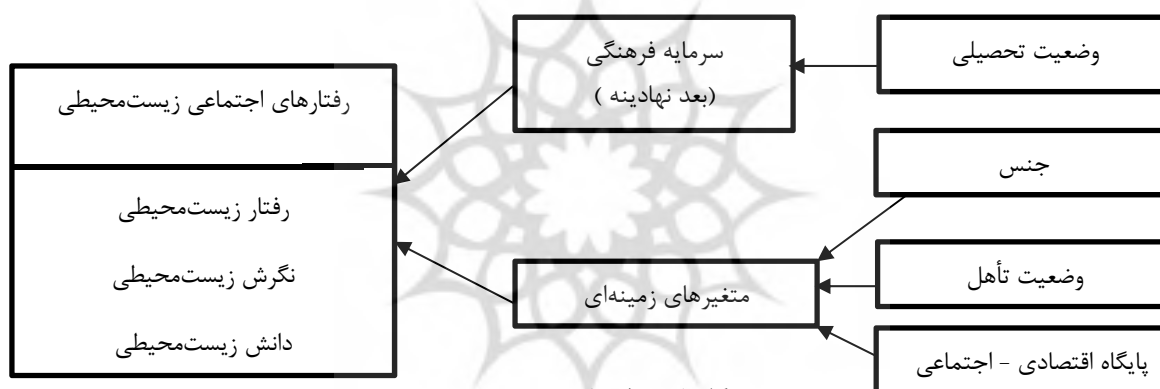 وضعیت تحصیلی
سرمایه فرهنگی
(بعد نهادینه )
رفتارهای اجتماعی زیست‌محیطی
جنس
رفتار زیست‌محیطی
نگرش زیست‌محیطی
دانش زیست‌محیطی
وضعیت تأهل
متغیرهای زمینه‌ای
پایگاه اقتصادی - اجتماعی